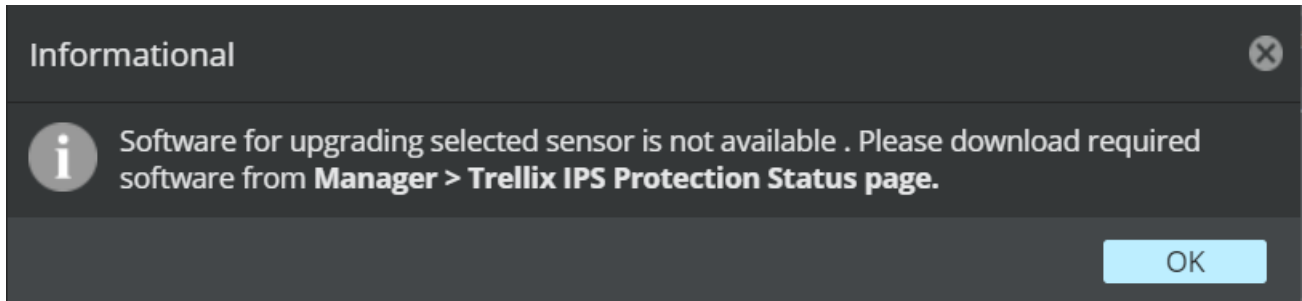 Informational
Software for upgrading selected sensor is not available . Please download required
software from Manager > Trellix IPS Protection Status page.
OK